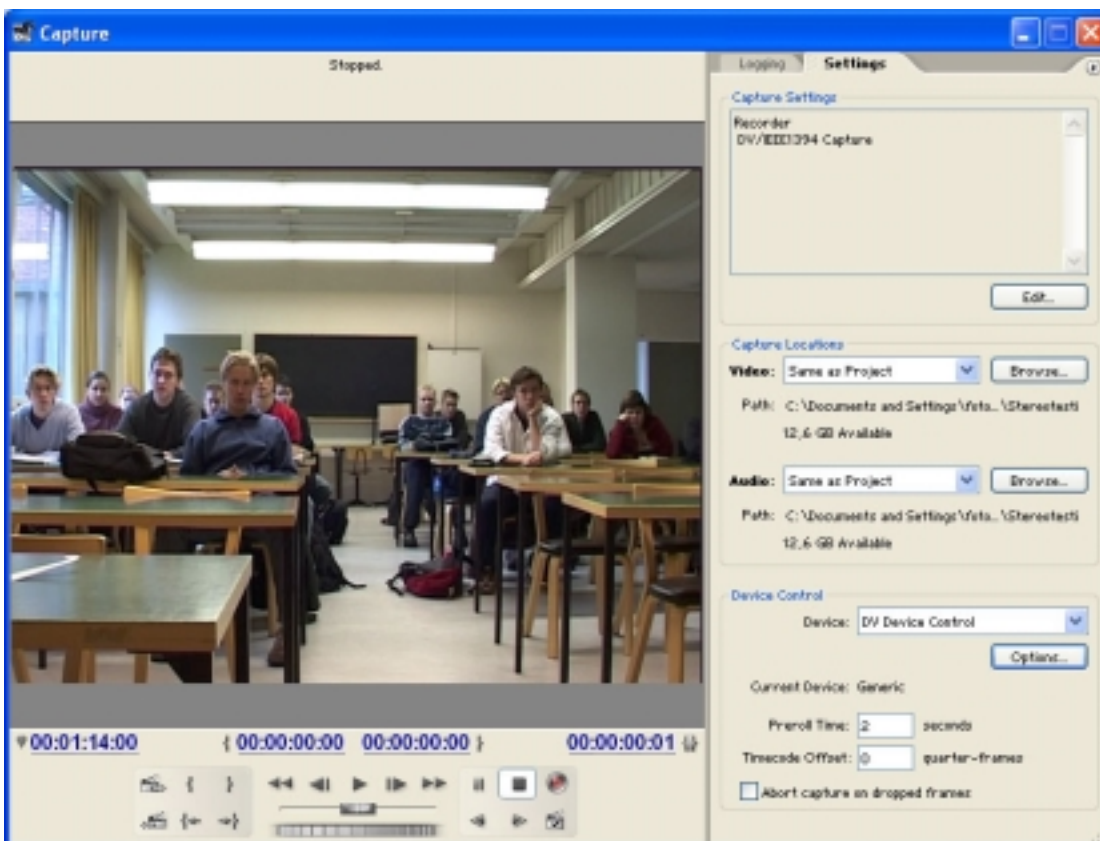 Capture
Stopped.
Logging
Settings
Capture Settings
Recorder
DV/IEEE1394 Capture
Edit...
Capture Locations
Video: Same as Project
Browse...
Path: C:\Documents and Settings\fsto...\Stereotesti
12,6 GB Available
Audio: Same as Project
Browse...
Path: C:\Documents and Settings\fsto...\Stereotesti
12,6 GB Available
Device Control
Device: DV Device Control
Options...
Current Device: Generic
Preroll Time: 2 seconds
Timecode Offset: 0 quarter-frames
Abort capture on dropped frames
00:01:14:00
{ 00:00:00:00
00:00:00:00 }
00:00:00:01